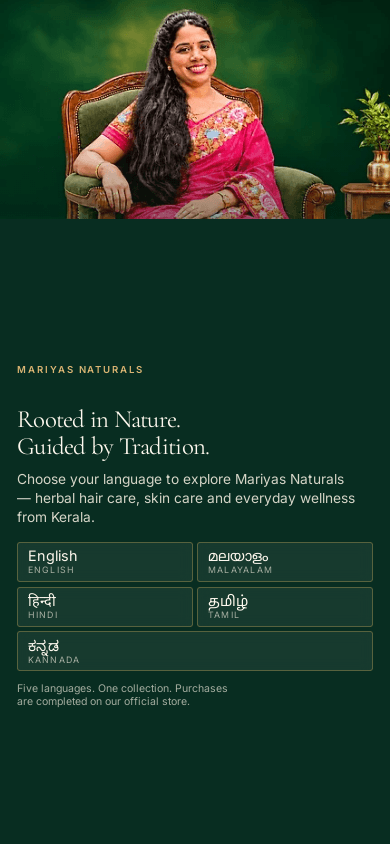 MARIYAS NATURALS
Rooted in Nature.
Guided by Tradition.
Choose your language to explore Mariyas Naturals
— herbal hair care, skin care and everyday wellness
from Kerala.
English
ENGLISH
മലയാളം
MALAYALAM
हिन्दी
HINDI
தமிழ்
TAMIL
ಕನ್ನಡ
KANNADA
Five languages. One collection. Purchases
are completed on our official store.